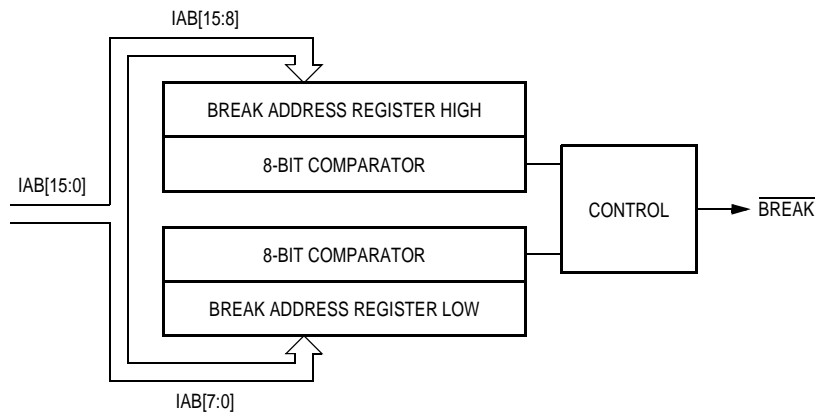 IAB[15:8]
BREAK ADDRESS REGISTER HIGH
8-BIT COMPARATOR
IAB[15:0]
CONTROL
BREAK
8-BIT COMPARATOR
BREAK ADDRESS REGISTER LOW
IAB[7:0]